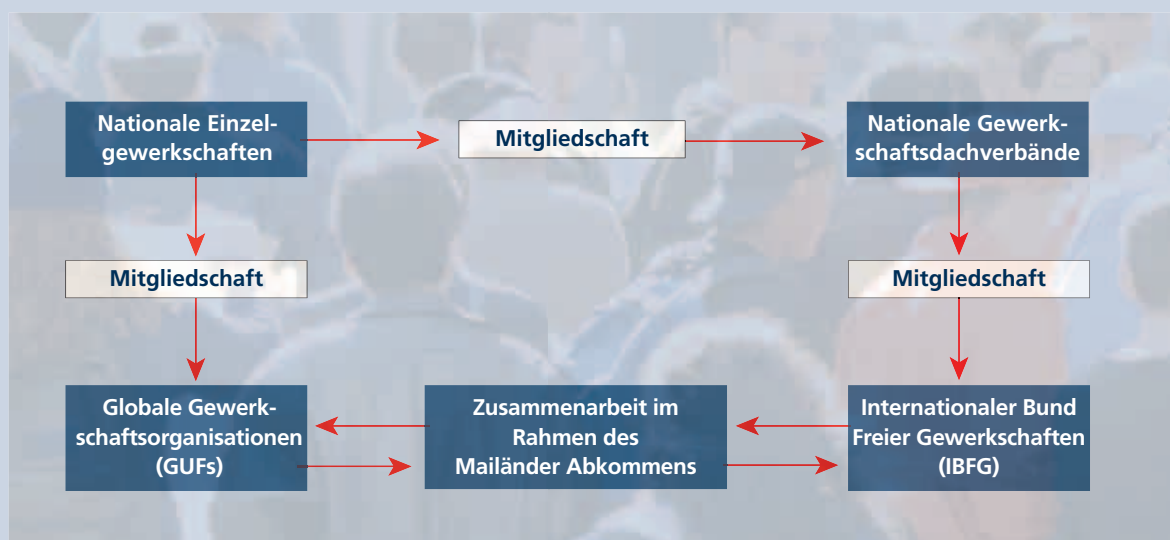 Nationale Einzel-
gewerkschaften
Mitgliedschaft
Nationale Gewerk-
schaftsdachverbände
Mitgliedschaft
Mitgliedschaft
Globale Gewerk-
schaftsorganisationen
(GUFs)
Zusammenarbeit im
Rahmen des
Mailänder Abkommens
Internationaler Bund
Freier Gewerkschaften
(IBFG)